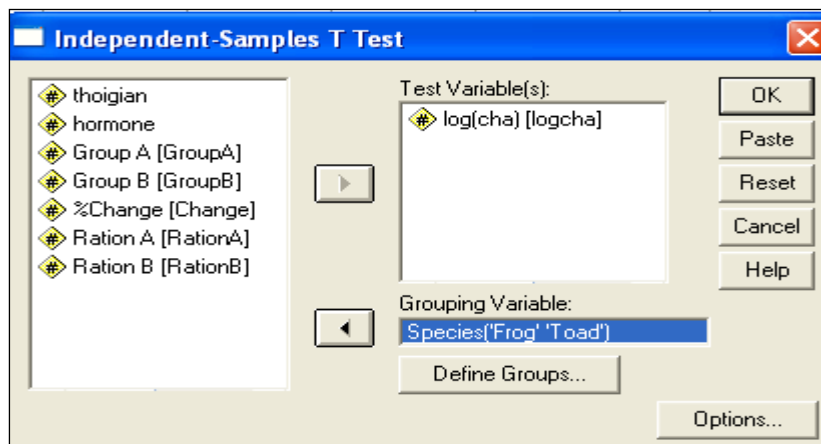 Independent-Samples T Test
thoigian
hormone
Group A [GroupA]
Group B [GroupB]
%Change [Change]
Ration A [RationA]
Ration B [RationB]
Test Variable(s):
log(cha) [logcha]
Grouping Variable:
Species('Frog' 'Toad')
Define Groups...
OK
Paste
Reset
Cancel
Help
Options...